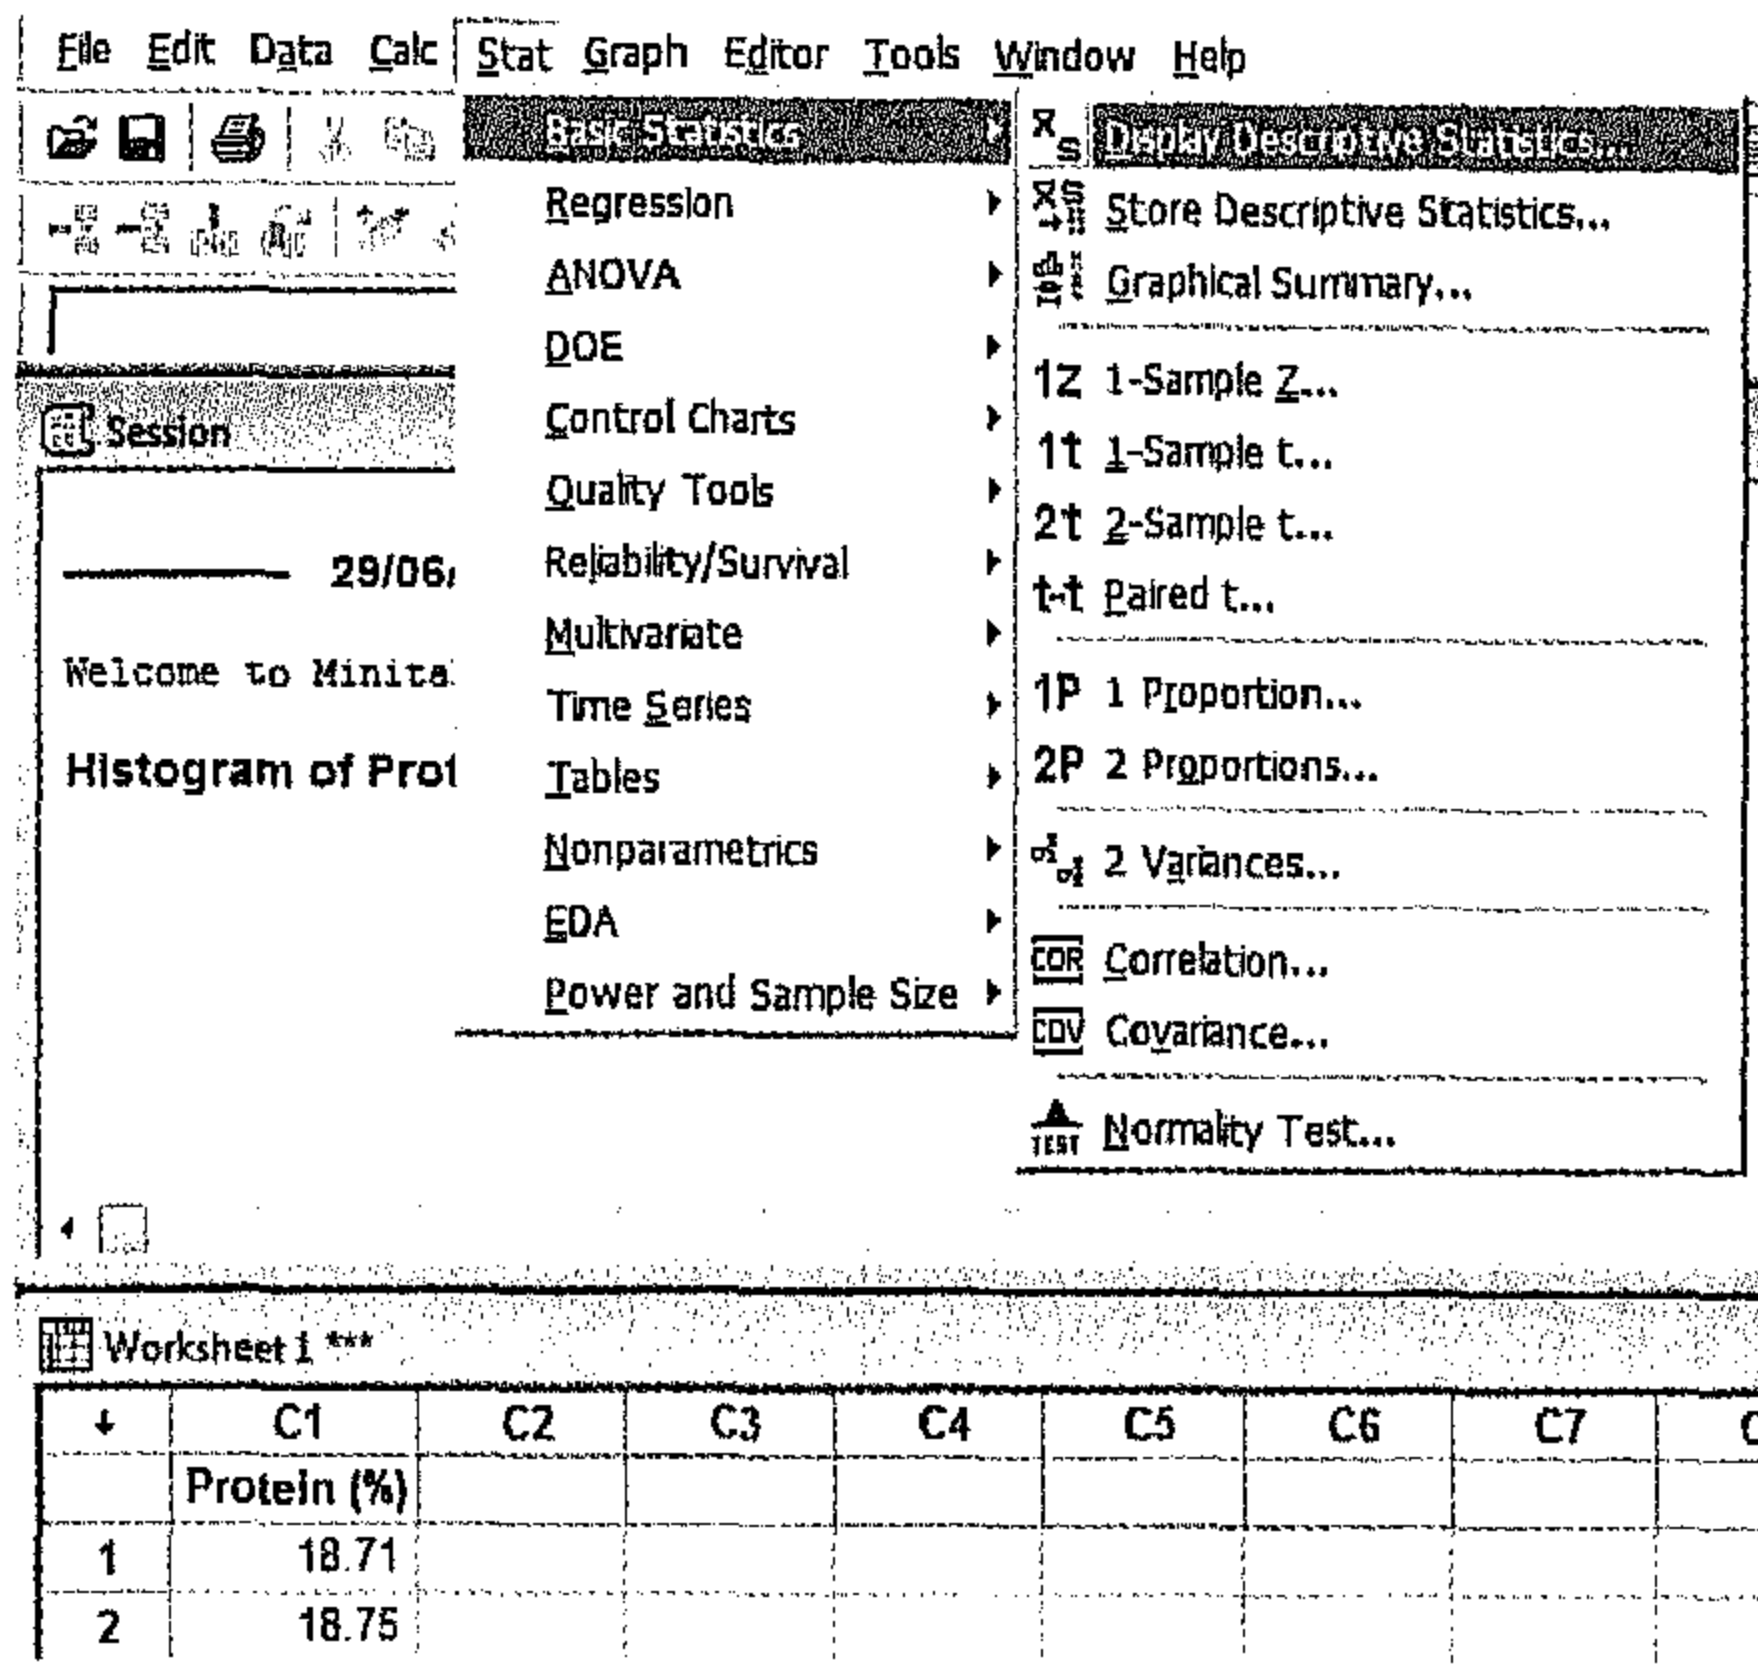 File Edit Data Calc Stat Graph Editor Tools Window Help
Basic Statistics
Regression
ANOVA
DOE
Control Charts
Quality Tools
Reliability/Survival
Multivariate
Time Series
Tables
Nonparametrics
EDA
Power and Sample Size
Display Descriptive Statistics...
Store Descriptive Statistics...
Graphical Summary...
1Z 1-Sample Z...
1t 1-Sample t...
2t 2-Sample t...
t-t Paired t...
1P 1 Proportion...
2P 2 Proportions...
2 Variances...
COR Correlation...
COV Covariance...
TEST Normality Test...
Session
29/06/
Welcome to Minita
Histogram of Prot
Worksheet 1 ***
C1 C2 C3 C4 C5 C6 C7 C
Protein (%)
1 18.71
2 18.75